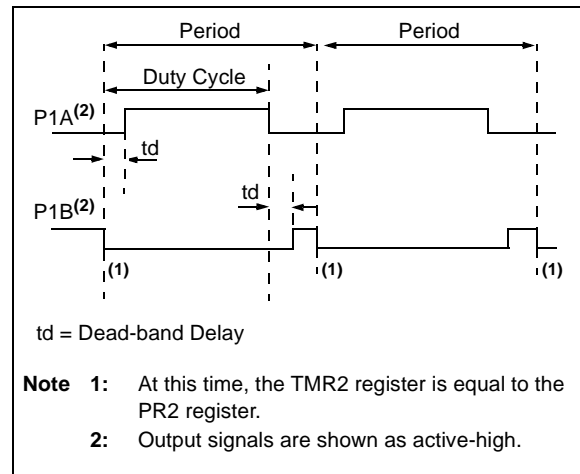 Period Period
Duty Cycle
P1A(2)
td
td
P1B(2)
(1) (1) (1)
td = Dead-band Delay
Note 1: At this time, the TMR2 register is equal to the
PR2 register.
2: Output signals are shown as active-high.